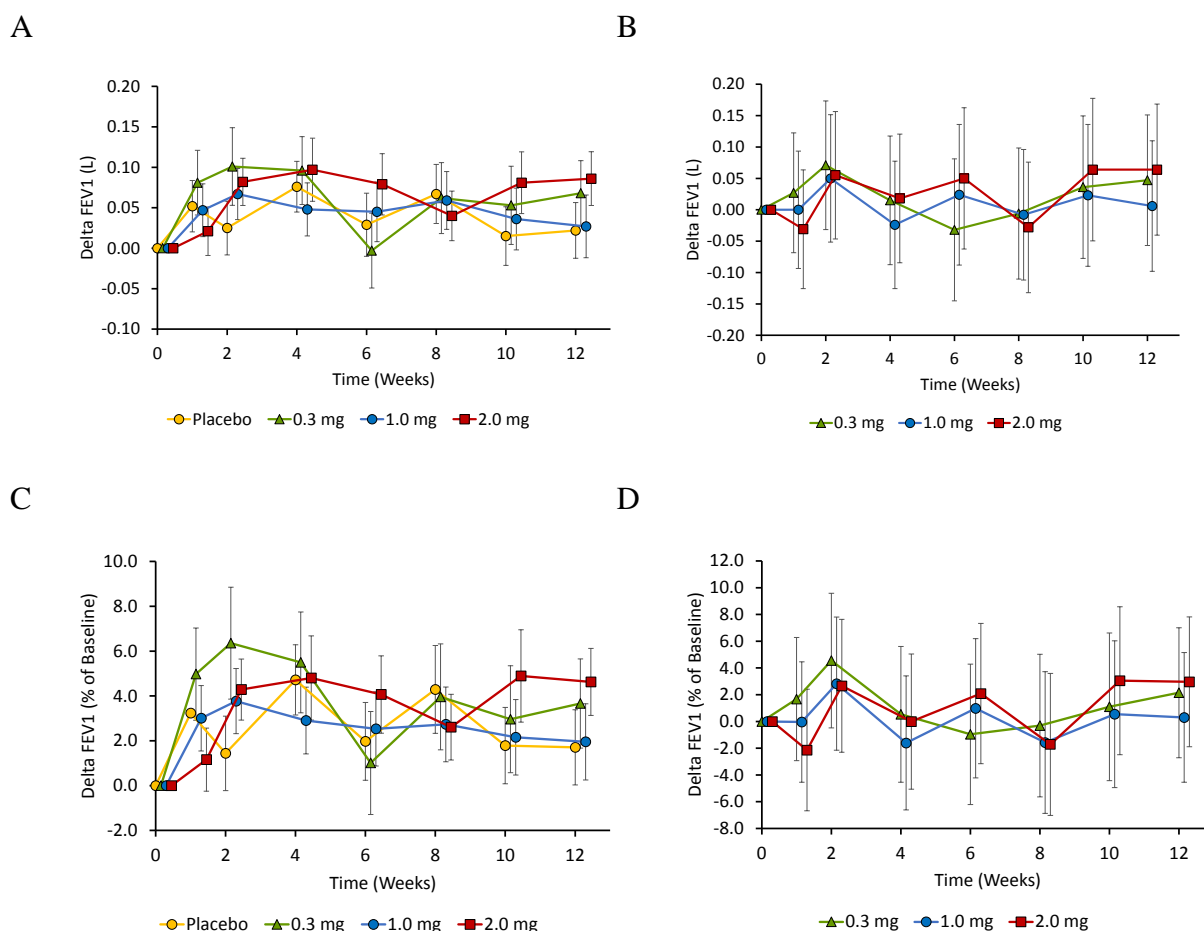 A
0.20
0.15
0.10
0.05
0.00
-0.05
-0.10
Delta FEV1 (L)
0 2 4 6 8 10 12
Time (Weeks)
Placebo 0.3 mg 1.0 mg 2.0 mg
B
0.20
0.15
0.10
0.05
0.00
-0.05
-0.10
-0.15
-0.20
Delta FEV1 (L)
0 2 4 6 8 10 12
Time (Weeks)
0.3 mg 1.0 mg 2.0 mg
C
10.0
8.0
6.0
4.0
2.0
0.0
-2.0
Delta FEV1 (% of Baseline)
0 2 4 6 8 10 12
Time (Weeks)
Placebo 0.3 mg 1.0 mg 2.0 mg
D
12.0
10.0
8.0
6.0
4.0
2.0
0.0
-2.0
-4.0
-6.0
-8.0
Delta FEV1 (% of Baseline)
0 2 4 6 8 10 12
Time (Weeks)
0.3 mg 1.0 mg 2.0 mg